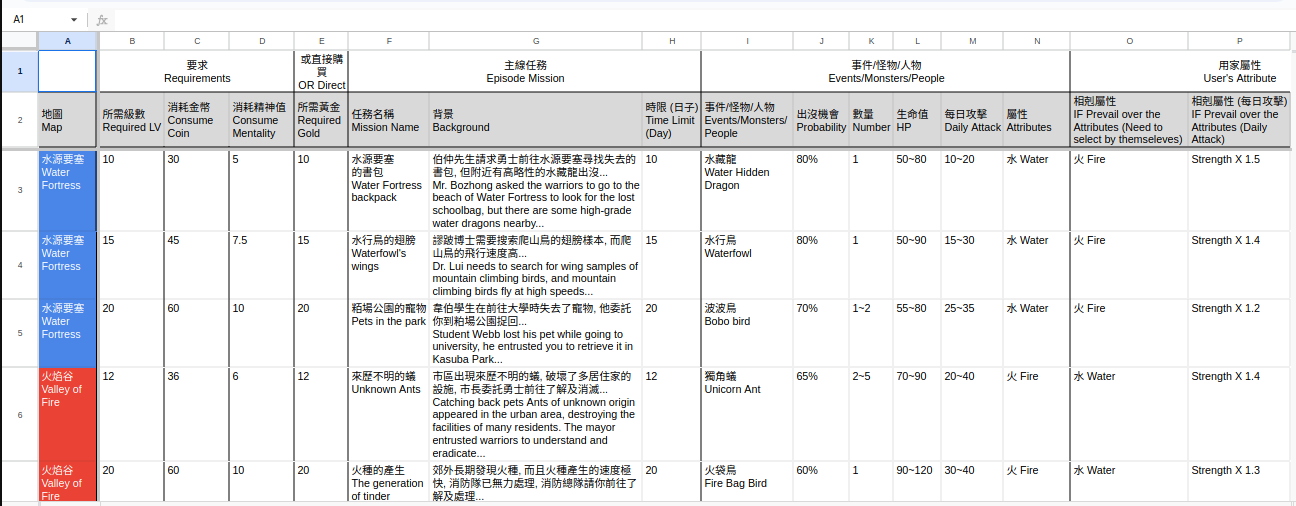 A1
fx
A B C D E F G H I J K L M N O P
1
要求
Requirements
或直接購
買
OR Direct
主線任務
Episode Mission
事件/怪物/人物
Events/Monsters/People
用家屬性
User's Attribute
2
地圖
Map
所需級數
Required LV
消耗金幣
Consume
Coin
消耗精神值
Consume
Mentality
所需黃金
Required
Gold
任務名稱
Mission Name
背景
Background
時限 (日子)
Time Limit
(Day)
事件/怪物/人物
Events/Monsters/
People
出沒機會
Probability
數量
Number
生命值
HP
每日攻擊
Daily Attack
屬性
Attributes
相剋屬性
IF Prevail over the
Attributes (Need to
select by themseleves)
相剋屬性 (每日攻擊)
IF Prevail over the
Attributes (Daily
Attack)
3
水源要塞
Water
Fortress
10
30
5
10
水源要塞
的書包
Water Fortress
backpack
伯仲先生請求勇士前往水源要塞尋找失去的
書包, 但附近有高略性的水藏龍出沒...
Mr. Bozhong asked the warriors to go to the
beach of Water Fortress to look for the lost
schoolbag, but there are some high-grade
water dragons nearby...
10
水藏龍
Water Hidden
Dragon
80%
1
50~80
10~20
水 Water
火 Fire
Strength X 1.5
4
水源要塞
Water
Fortress
15
45
7.5
15
水行鳥的翅膀
Waterfowl's
wings
謬跛博士需要搜索爬山鳥的翅膀樣本, 而爬
山鳥的飛行速度高...
Dr. Lui needs to search for wing samples of
mountain climbing birds, and mountain
climbing birds fly at high speeds...
15
水行鳥
Waterfowl
80%
1
50~90
15~30
水 Water
火 Fire
Strength X 1.4
5
水源要塞
Water
Fortress
20
60
10
20
粨場公園的寵物
Pets in the park
韋伯學生在前往大學時失去了寵物, 他委託
你到粨場公園捉回...
Student Webb lost his pet while going to
university, he entrusted you to retrieve it in
Kasuba Park...
20
波波鳥
Bobo bird
70%
1~2
55~80
25~35
水 Water
火 Fire
Strength X 1.2
6
火焰谷
Valley of
Fire
12
36
6
12
來歷不明的蟻
Unknown Ants
市區出現來歷不明的蟻, 破壞了多居住家的
設施, 市長委託勇士前往了解及消滅...
Catching back pets Ants of unknown origin
appeared in the urban area, destroying the
facilities of many residents. The mayor
entrusted warriors to understand and
eradicate...
12
獨角蟻
Unicorn Ant
65%
2~5
70~90
20~40
火 Fire
水 Water
Strength X 1.4
火焰谷
Valley of
Fire
20
60
10
20
火種的產生
The generation
of tinder
郊外長期發現火種, 而且火種產生的速度極
快, 消防隊已無力處理, 消防總隊請你前往了
解及處理...
20
火袋鳥
Fire Bag Bird
60%
1
90~120
30~40
火 Fire
水 Water
Strength X 1.3